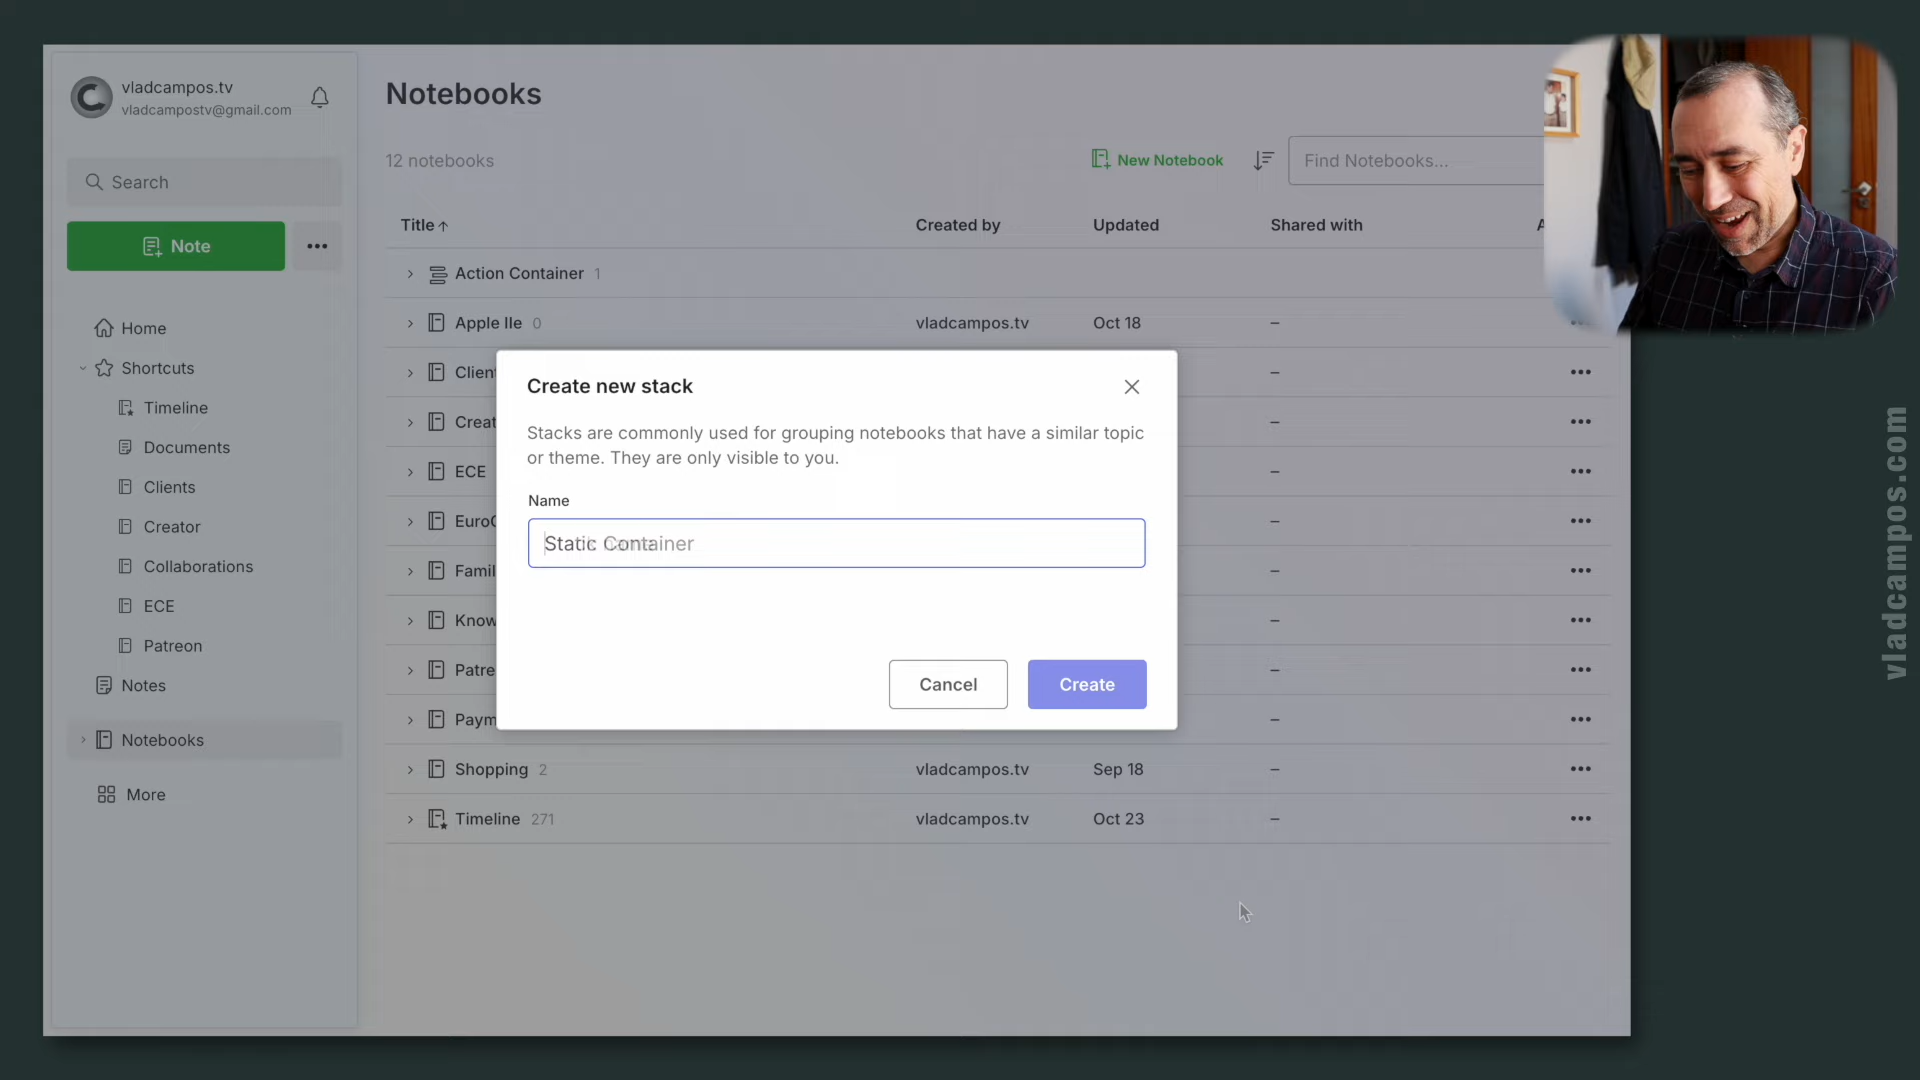 vladcampos.tv
vladcampostv@gmail.com
Search
Note
Home
Shortcuts
Timeline
Documents
Clients
Creator
Collaborations
ECE
Patreon
Notes
Notebooks
More
Notebooks
12 notebooks
New Notebook
Find Notebooks...
Title
Created by
Updated
Shared with
Action Container 1
Apple IIe 0
vladcampos.tv
Oct 18
–
Client
–
Creat
–
ECE
–
–
Famil
–
Know
–
Patre
–
Paym
–
Shopping 2
vladcampos.tv
Sep 18
–
Timeline 271
vladcampos.tv
Oct 23
–
Create new stack
Stacks are commonly used for grouping notebooks that have a similar topic
or theme. They are only visible to you.
Name
Static Container
Cancel
Create
vladcampos.com